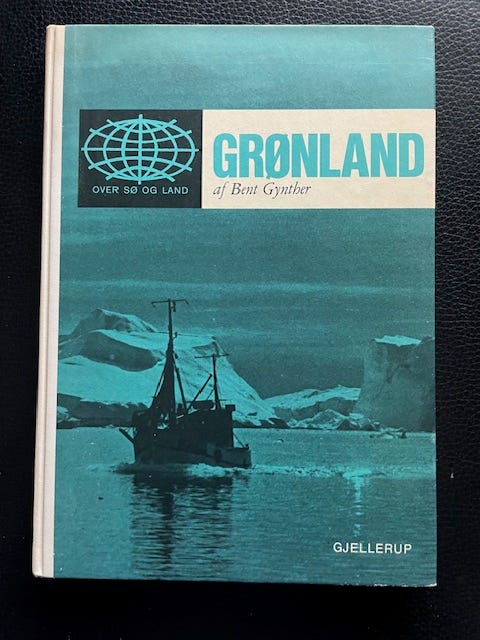 GRØNLAND
af Bent Gynther
OVER SØ OG LAND
GJELLERUP